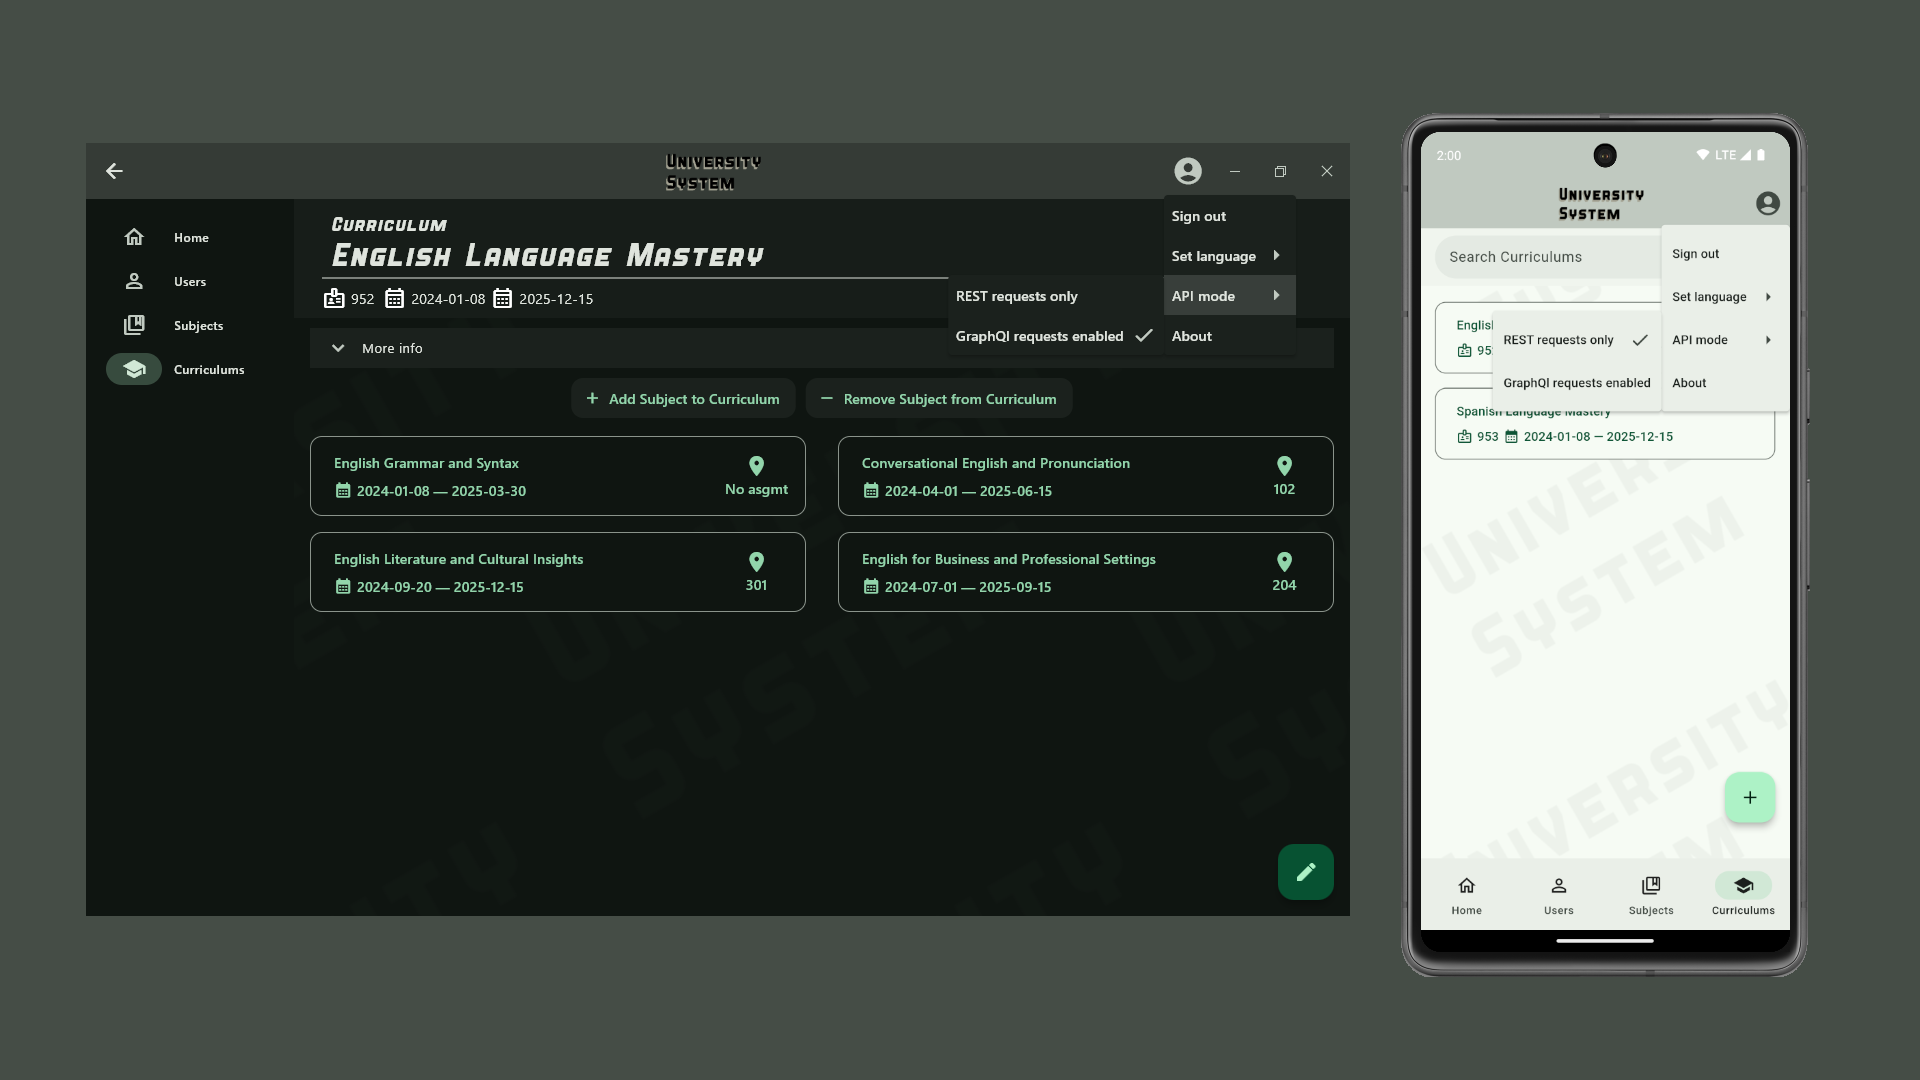 University
System
Home
Users
Subjects
Curriculums
Curriculum
English Language Mastery
952 2024-01-08 2025-12-15
Sign out
Set language
API mode
About
REST requests only
GraphQl requests enabled
More info
Add Subject to Curriculum
Remove Subject from Curriculum
English Grammar and Syntax
2024-01-08 — 2025-03-30
No asgmt
Conversational English and Pronunciation
2024-04-01 — 2025-06-15
102
English Literature and Cultural Insights
2024-09-20 — 2025-12-15
301
English for Business and Professional Settings
2024-07-01 — 2025-09-15
204
2:00 LTE
University
System
Search Curriculums
Sign out
Set language
API mode
About
REST requests only
GraphQl requests enabled
Spanish Language Mastery
953 2024-01-08 — 2025-12-15
University
System
University
Home
Users
Subjects
Curriculums